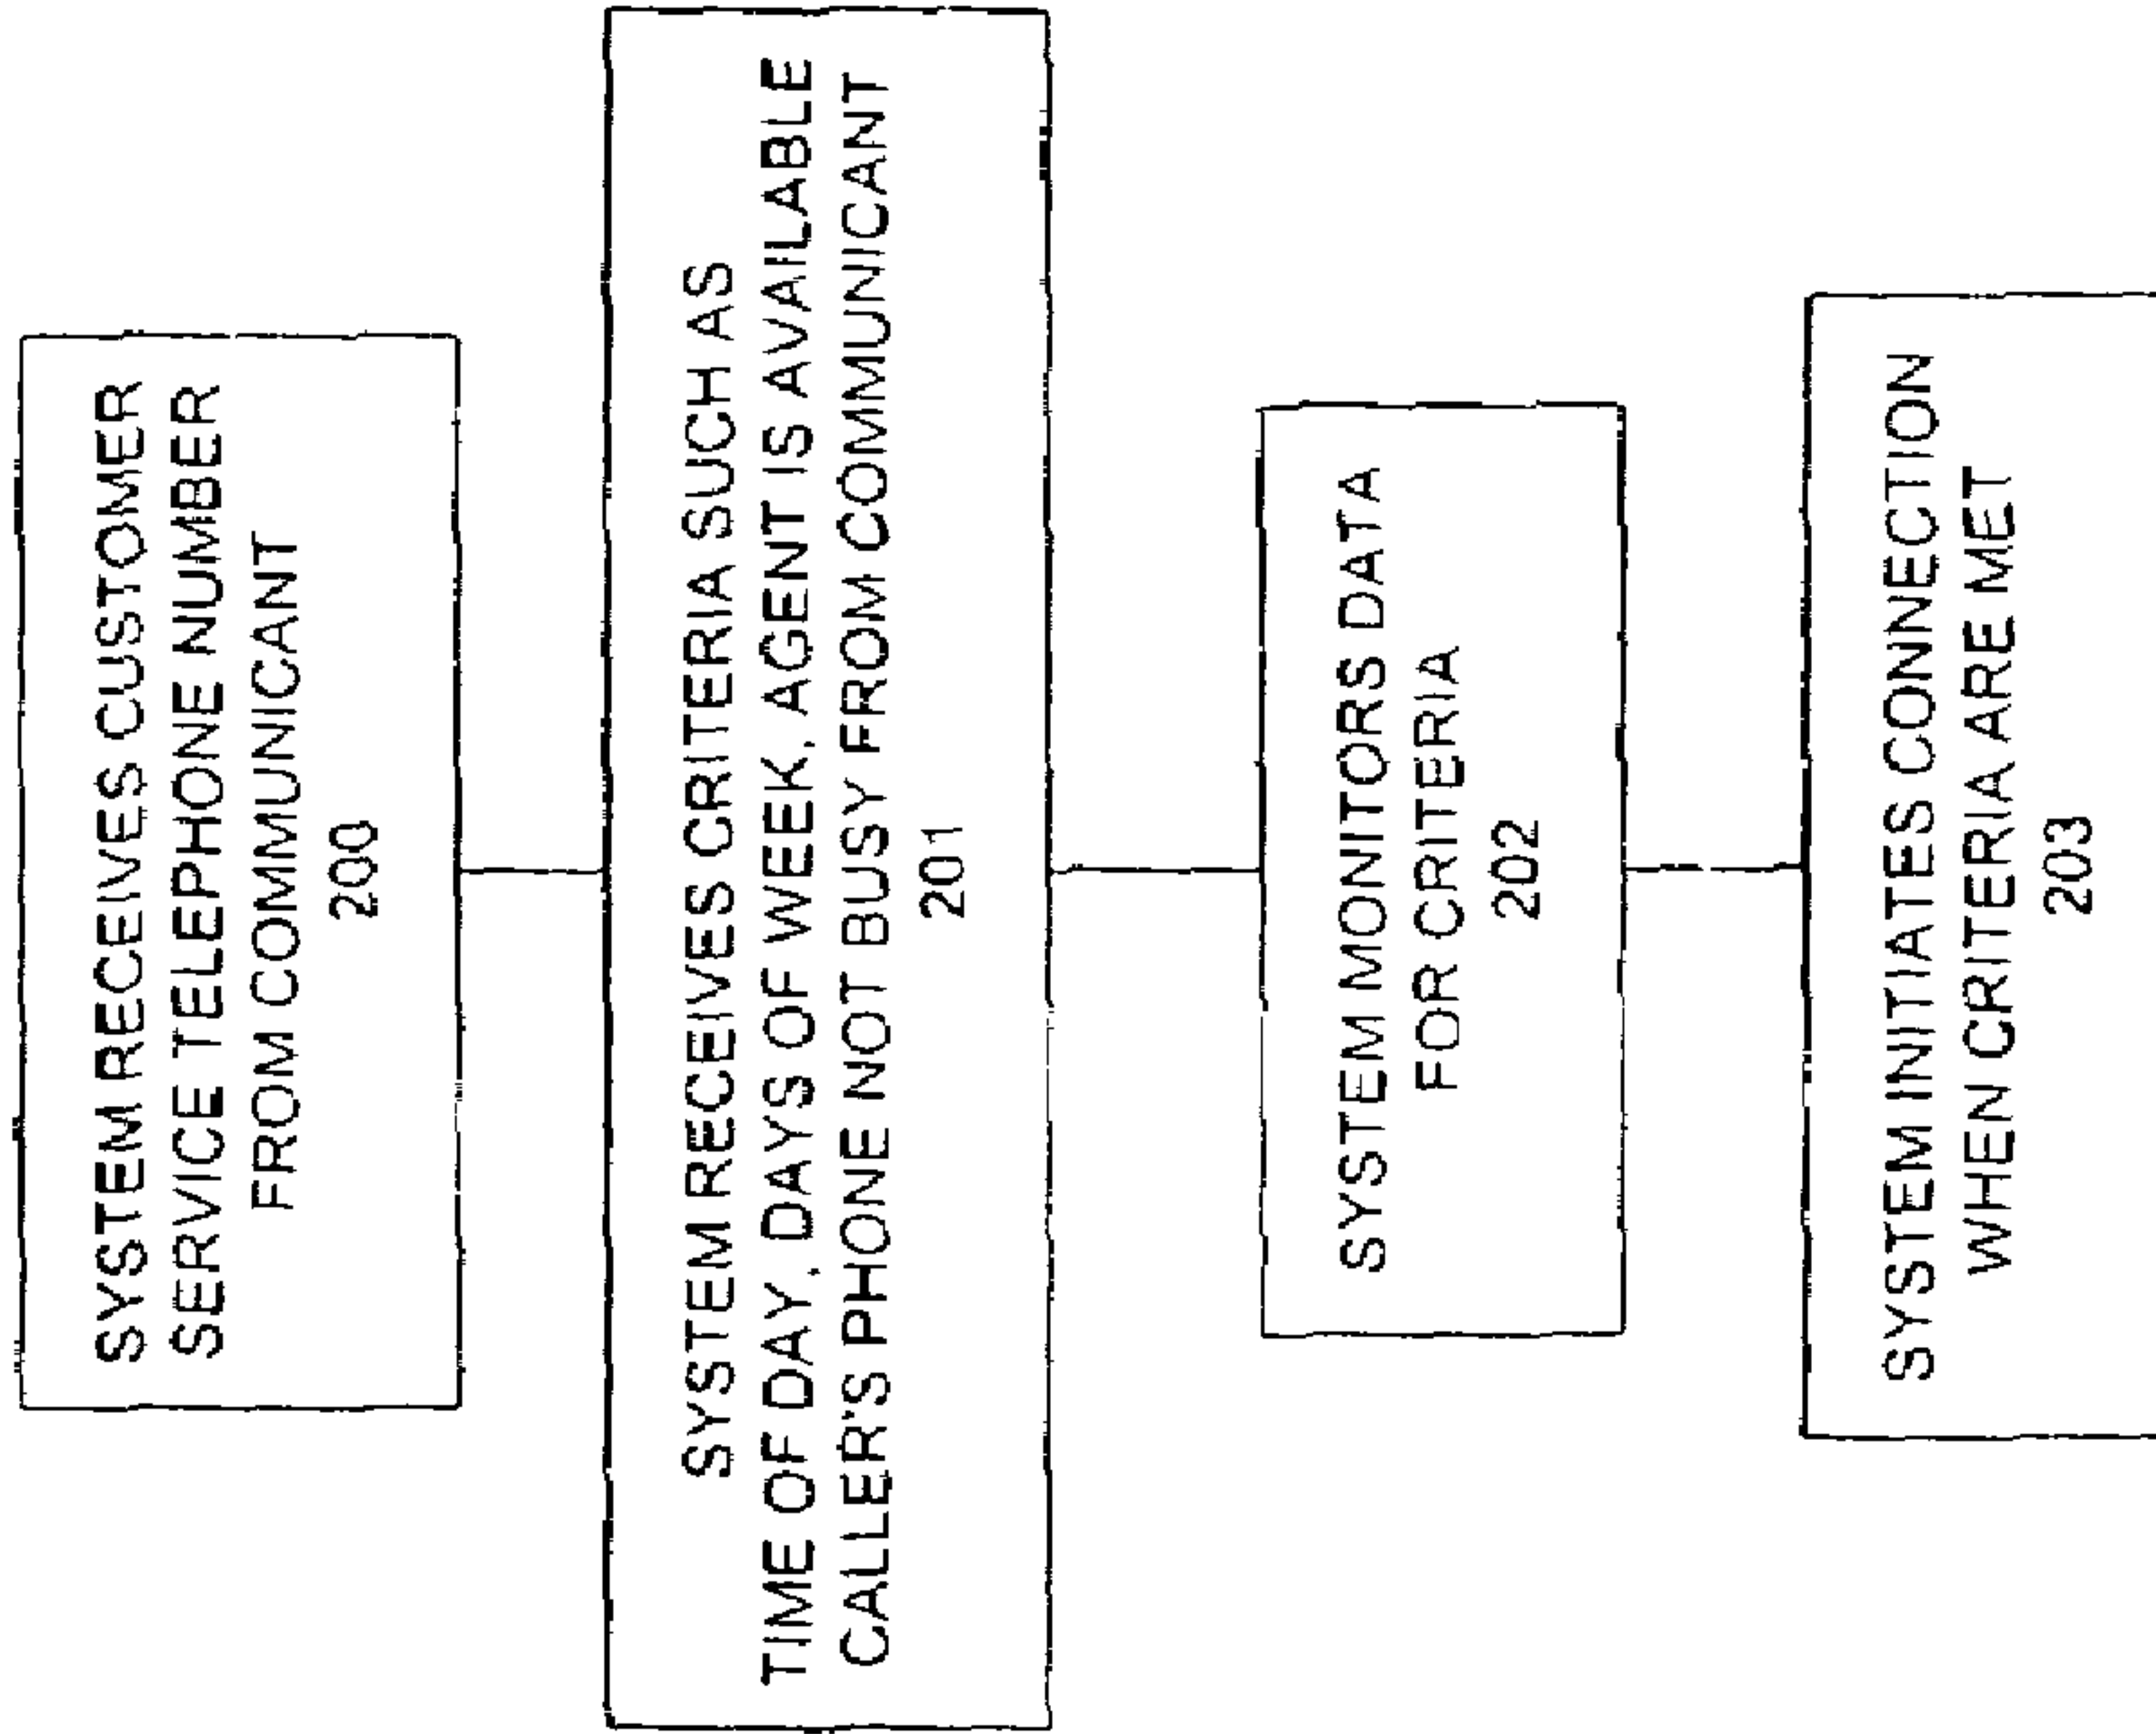 SYSTEM RECEIVES CUSTOMER
SERVICE TELEPHONE NUMBER
FROM COMMUNICANT
200
SYSTEM RECEIVES CRITERIA SUCH AS
TIME OF DAY, DAYS OF WEEK, AGENT IS AVAILABLE
CALLER'S PHONE NOT BUSY FROM COMMUNICANT
201
SYSTEM MONITORS DATA
FOR CRITERIA
202
SYSTEM INITIATES CONNECTION
WHEN CRITERIA ARE MET
203